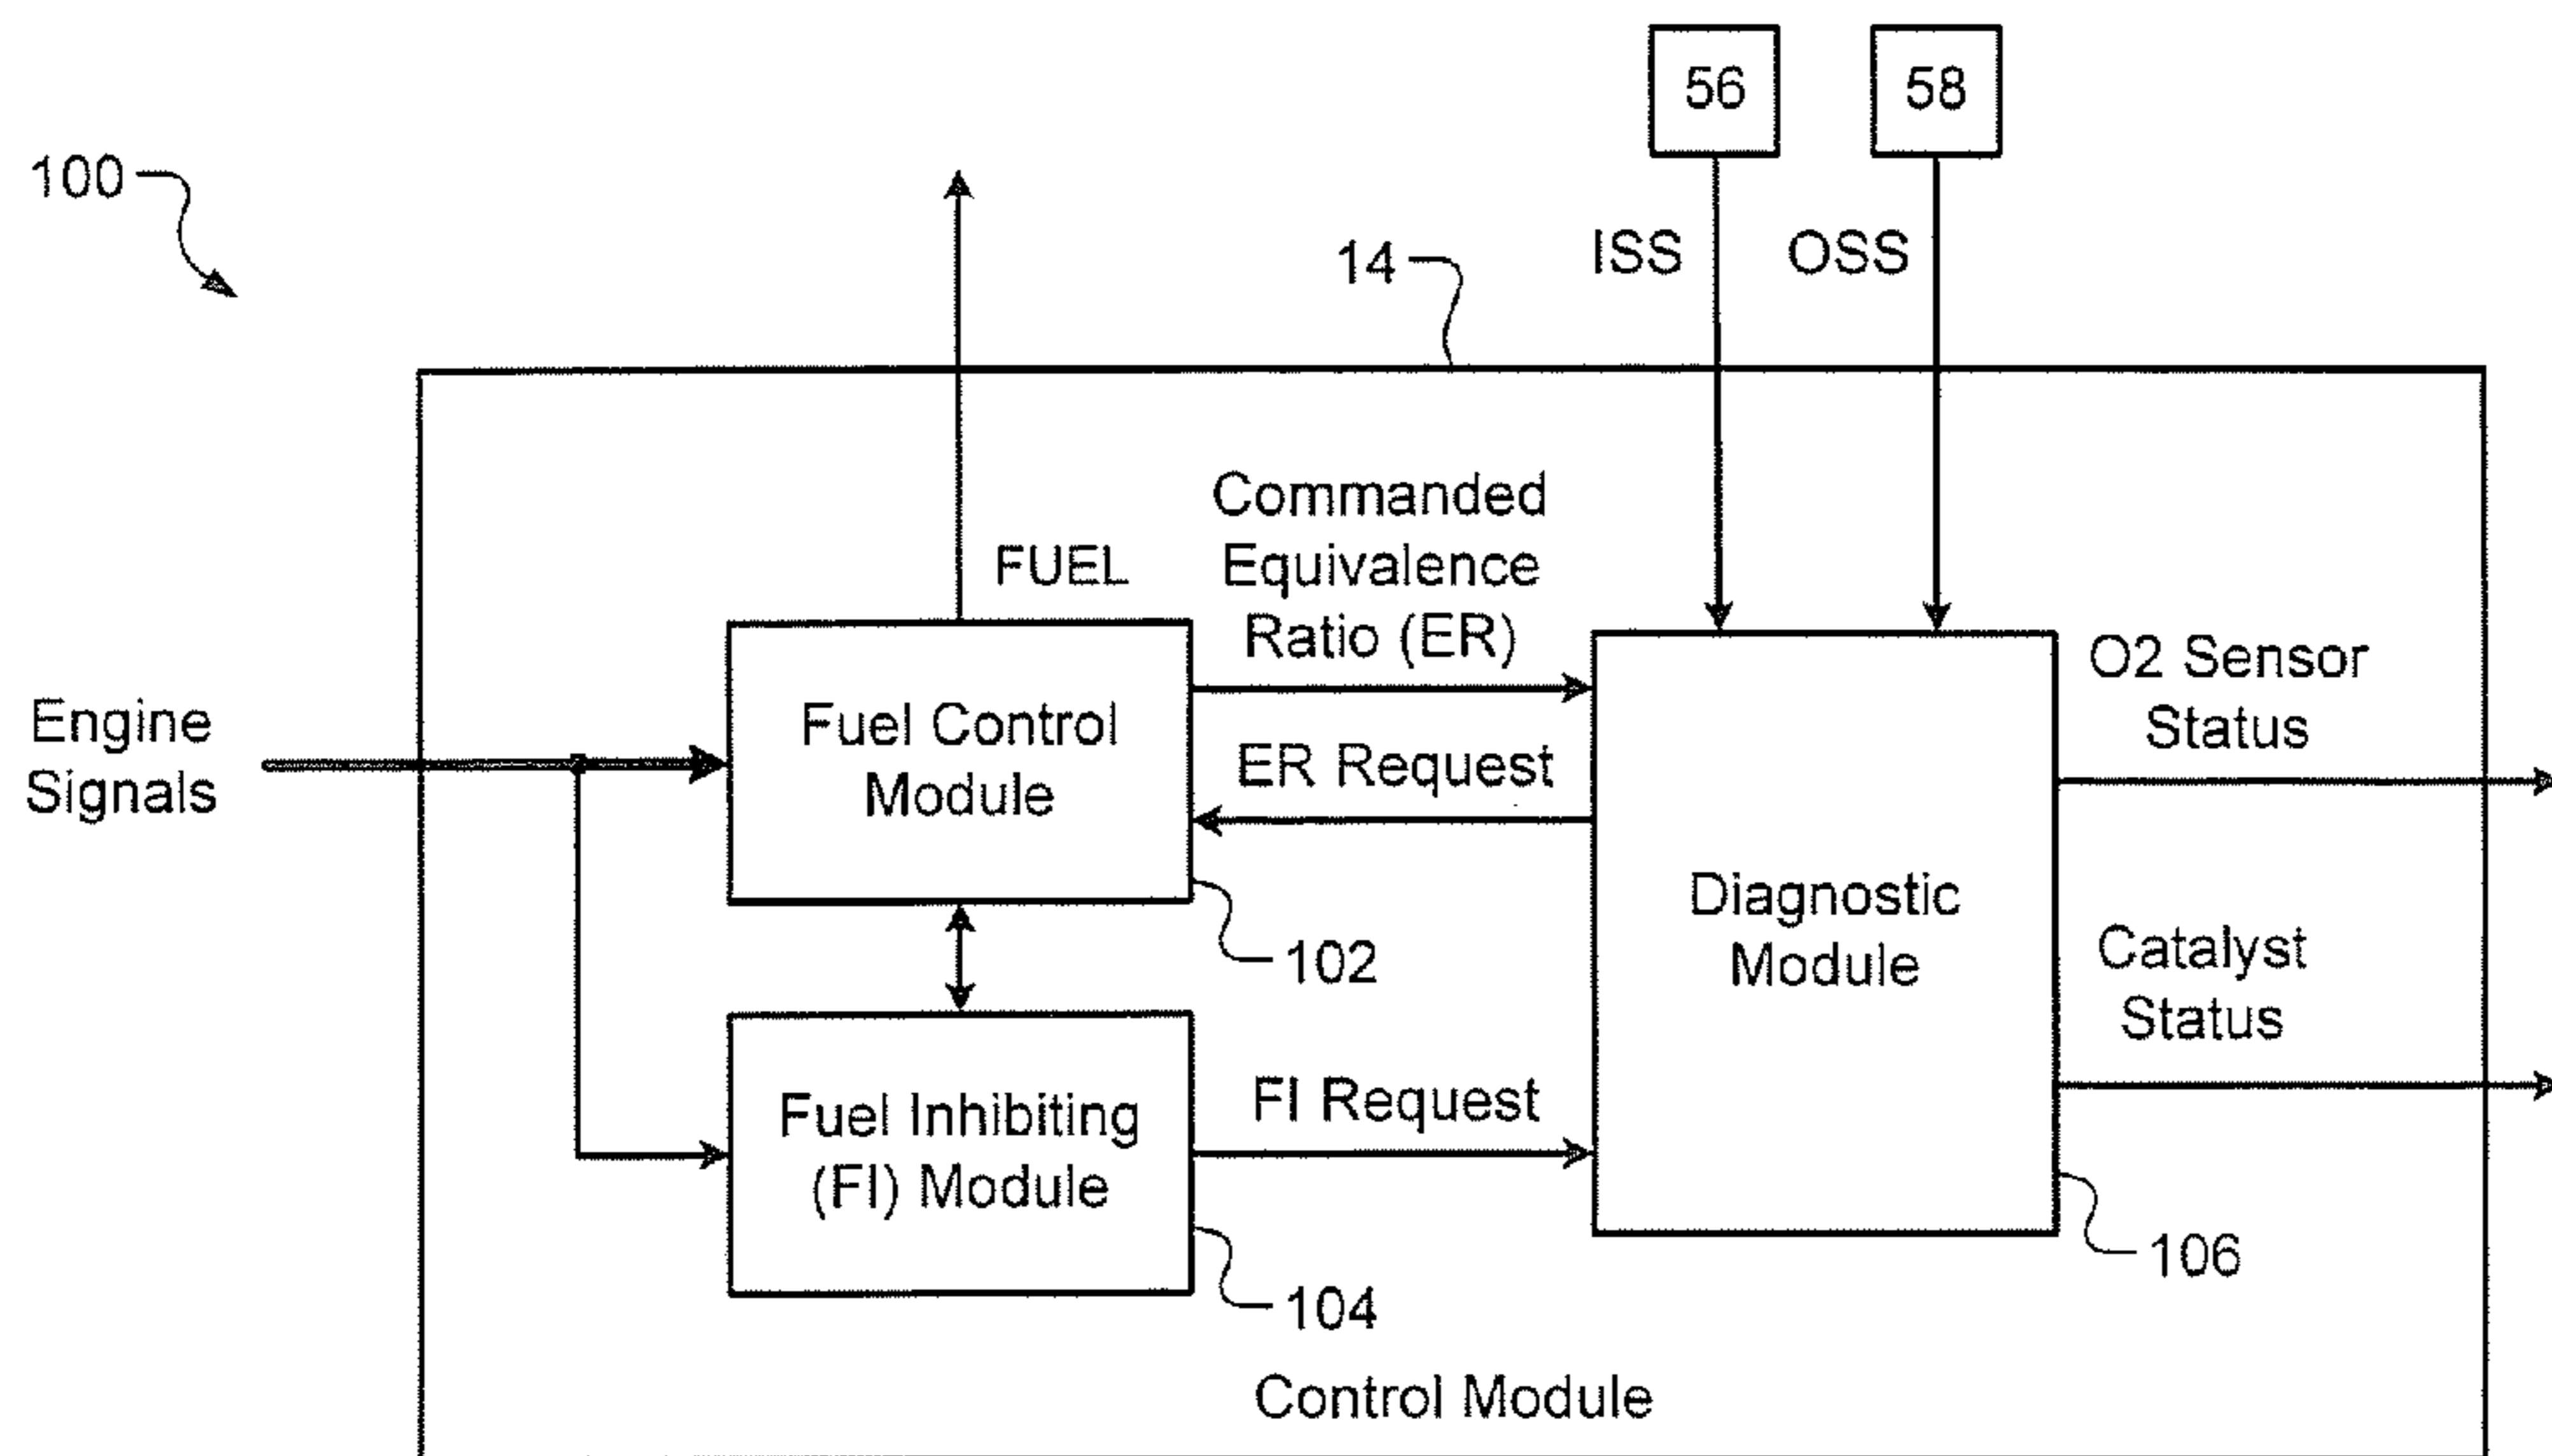 56
58
100
14
ISS
OSS
Commanded
Equivalence
Ratio (ER)
FUEL
O2 Sensor
Status
Engine
Signals
Fuel Control
Module
ER Request
Diagnostic
Module
102
Catalyst
Status
Fuel Inhibiting
(FI) Module
FI Request
106
104
Control Module